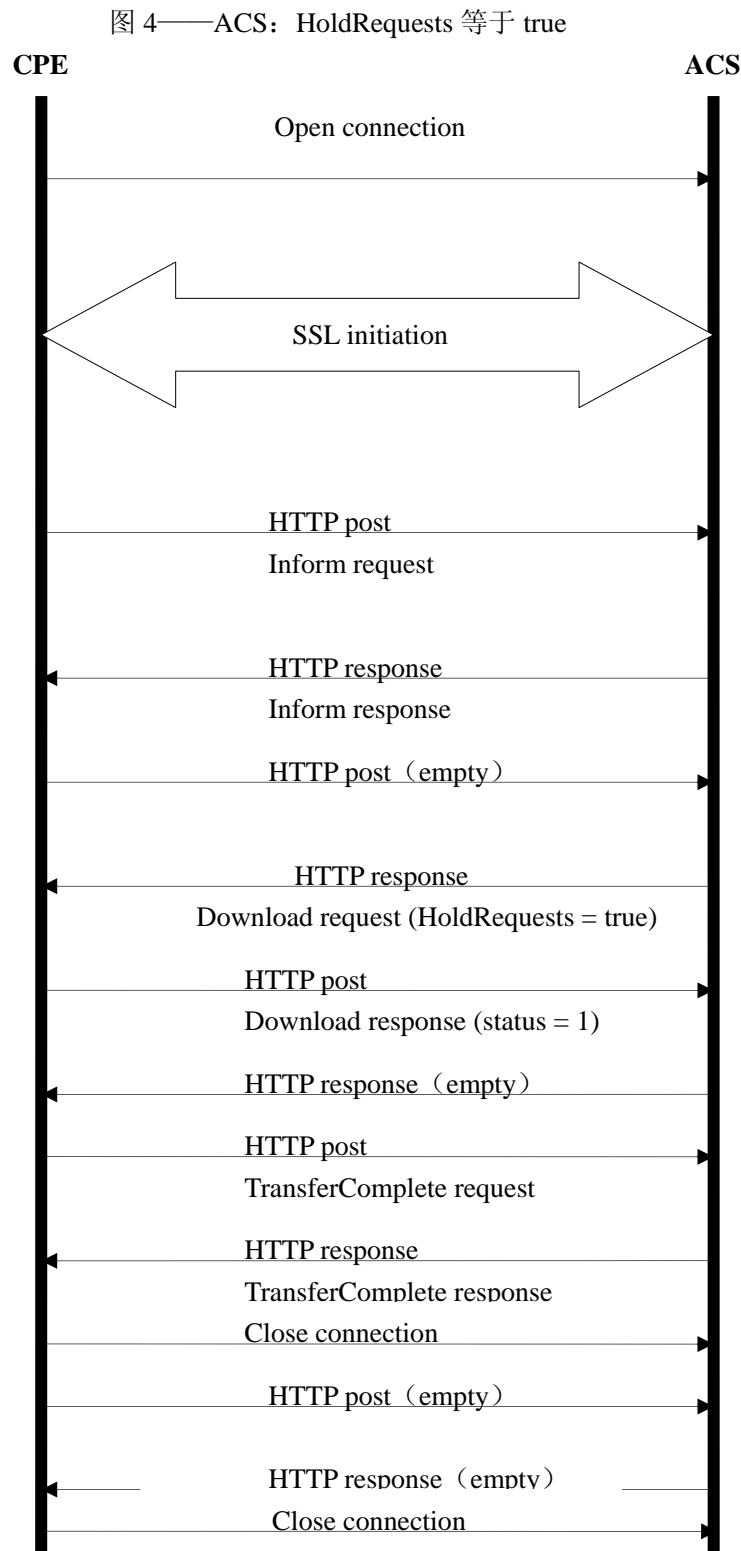 图 4——ACS：HoldRequests 等于 true
CPE
ACS
Open connection
SSL initiation
HTTP post
Inform request
HTTP response
Inform response
HTTP post（empty）
HTTP response
Download request (HoldRequests = true)
HTTP post
Download response (status = 1)
HTTP response（empty）
HTTP post
TransferComplete request
HTTP response
TransferComplete response
Close connection
HTTP post（empty）
HTTP response（empty）
Close connection